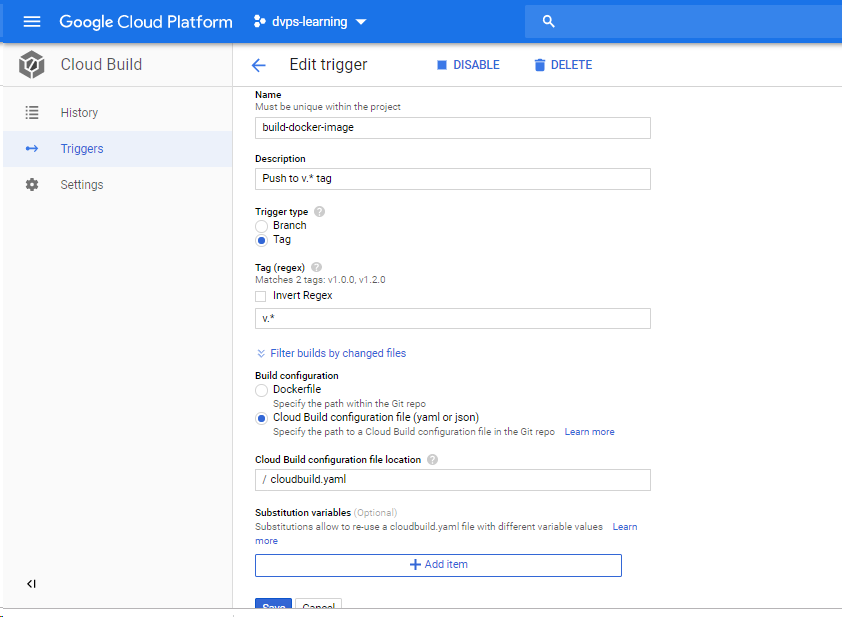 Google Cloud Platform
dvps-learning
Cloud Build
Edit trigger
DISABLE
DELETE
History
Triggers
Settings
Name
Must be unique within the project
build-docker-image
Description
Push to v.* tag
Trigger type ?
Branch
Tag
Tag (regex) ?
Matches 2 tags: v1.0.0, v1.2.0
Invert Regex
v.*
Filter builds by changed files
Build configuration
Dockerfile
Specify the path within the Git repo
Cloud Build configuration file (yaml or json)
Specify the path to a Cloud Build configuration file in the Git repo Learn more
Cloud Build configuration file location ?
/ cloudbuild.yaml
Substitution variables (Optional)
Substitutions allow to re-use a cloudbuild.yaml file with different variable values Learn
more
Add item
Save Cancel